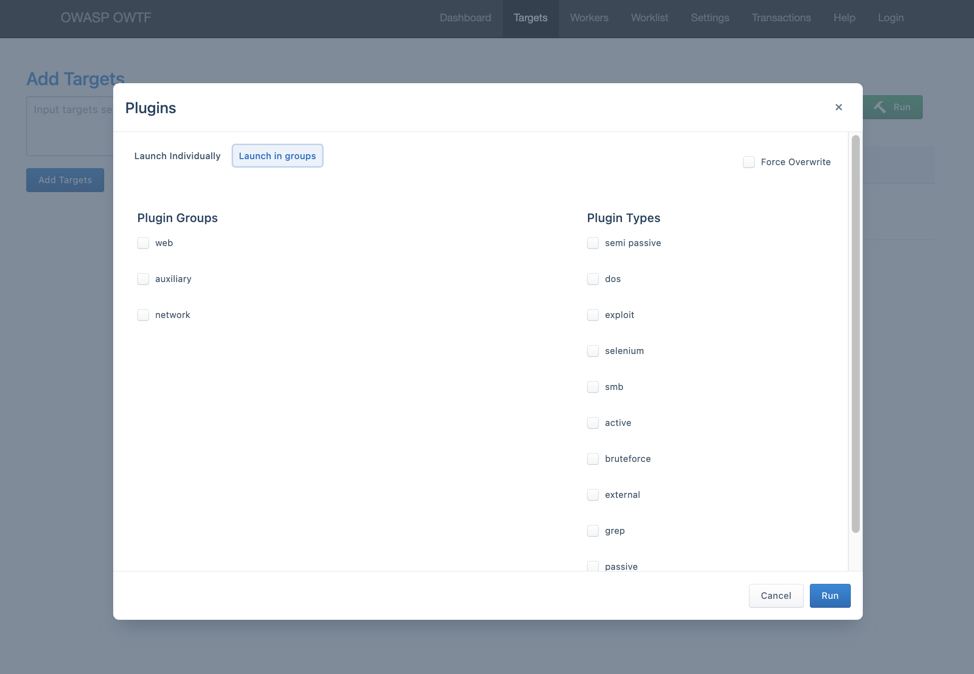 OWASP OWTF
Dashboard Targets Workers Worklist Settings Transactions Help Login
Add Targets
Input targets se
Run
Add Targets
Plugins
×
Launch Individually Launch in groups
Force Overwrite
Plugin Groups
web
auxiliary
network
Plugin Types
semi passive
dos
exploit
selenium
smb
active
bruteforce
external
grep
passive
Cancel Run